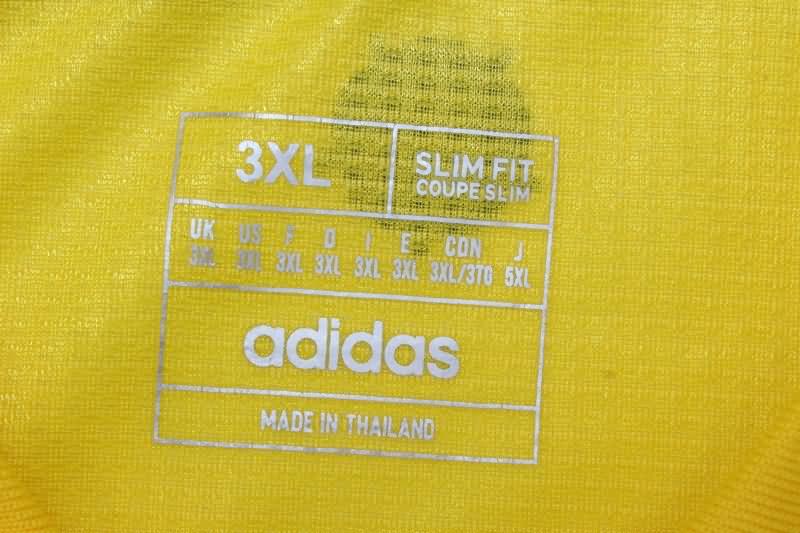 3XL
SLIM FIT
COUPE SLIM
UK US F D I E CDN J
3XL 3XL 3XL 3XL 3XL 3XL 3XL/3TG 5XL
adidas
MADE IN THAILAND